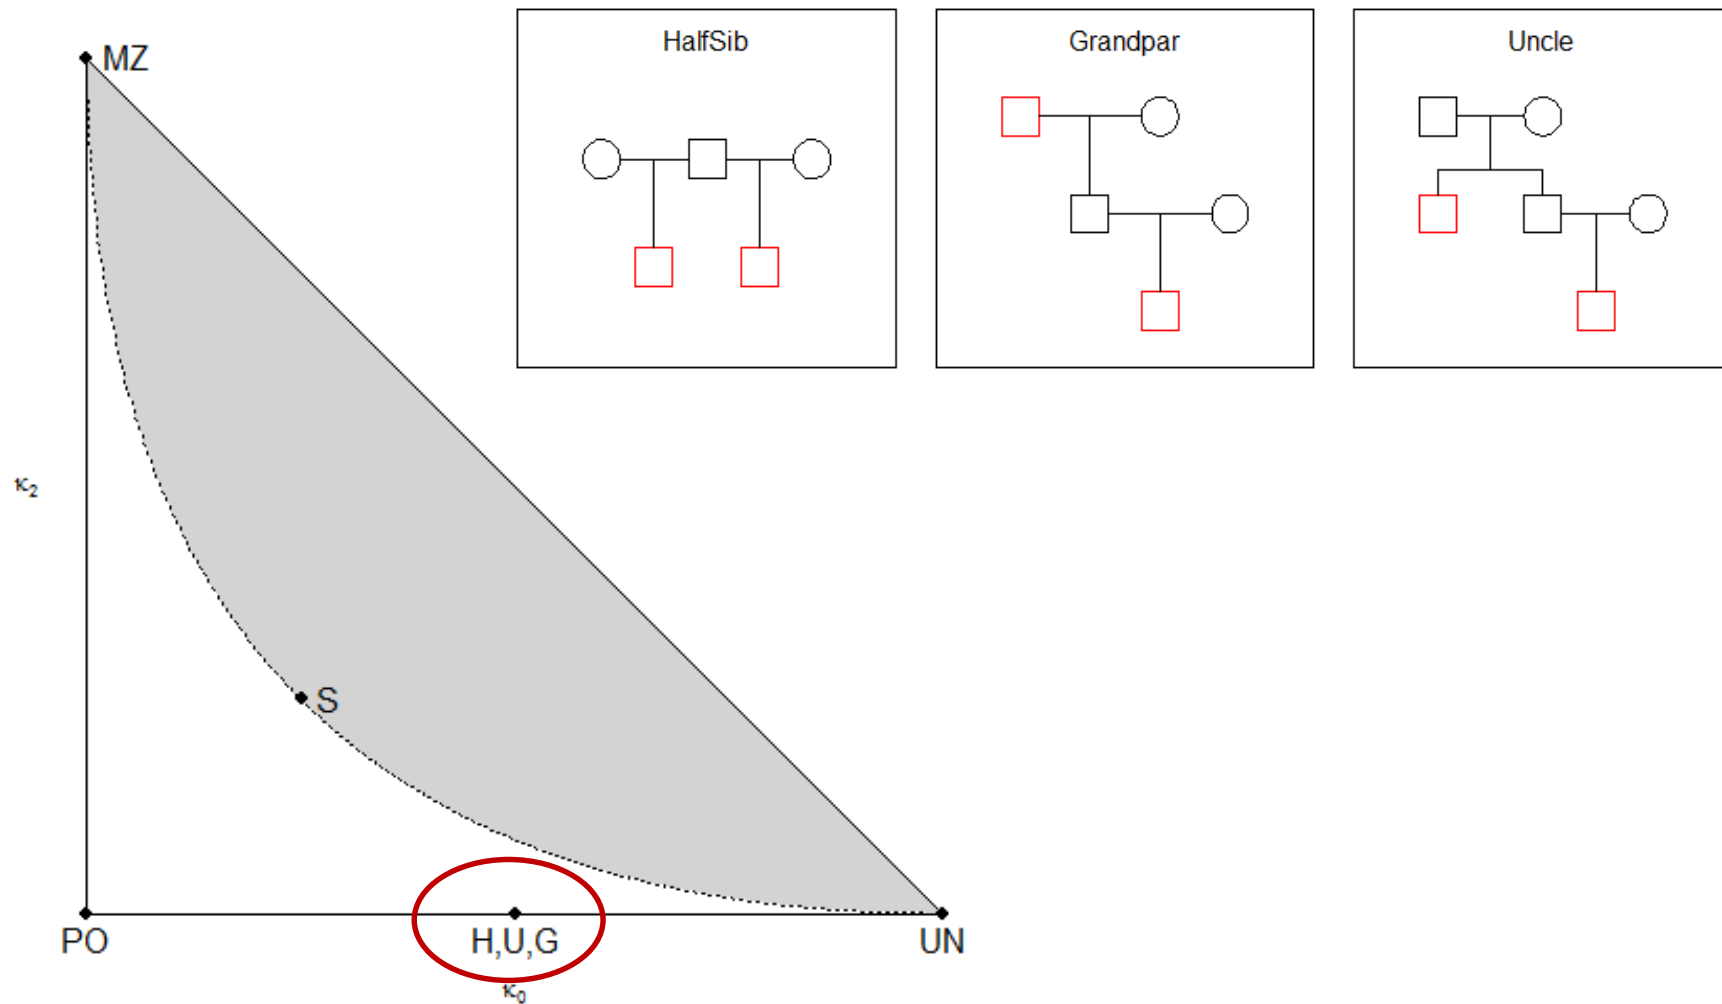 HalfSib
Grandpar
Uncle
MZ
κ₂
S
PO
H,U,G
UN
κ₀